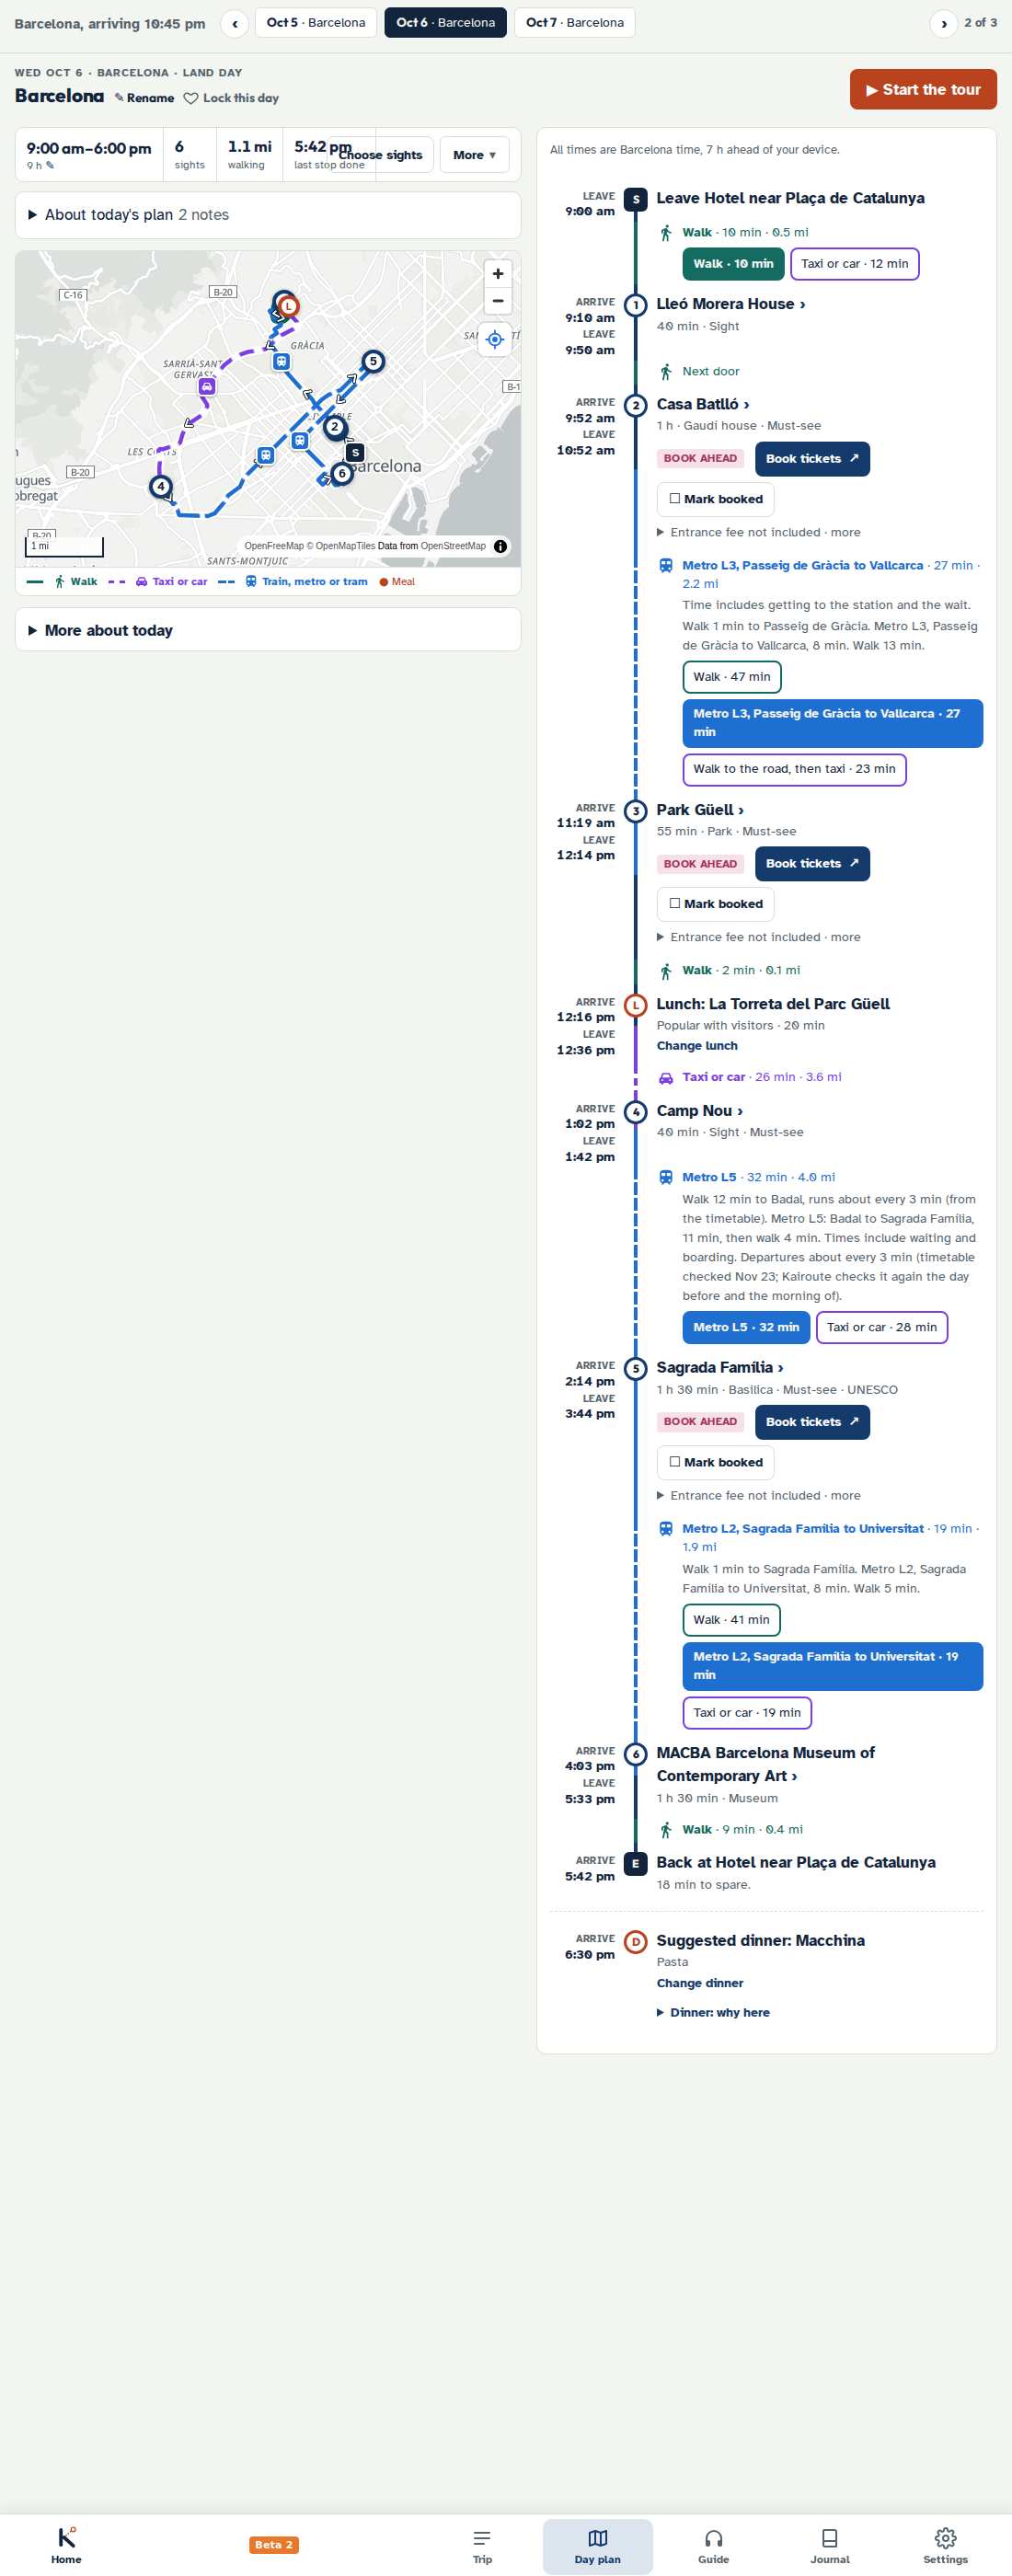 Barcelona, arriving 10:45 pm
‹
Oct 5 · Barcelona
Oct 6 · Barcelona
Oct 7 · Barcelona
›
2 of 3
WED OCT 6 · BARCELONA · LAND DAY
Barcelona
✎ Rename
Lock this day
▶ Start the tour
9:00 am–6:00 pm
9 h ✎
6
sights
1.1 mi
walking
5:42 pm
last stop done
Choose sights
More ▾
▶ About today's plan 2 notes
C-16
B-20
GRÀCIA
SARRIÀ-SANT
GERVASI
B-20
Barcelona
B-20
1 mi
SANTS-MONTJUÏC
L
5
2
S
6
4
+
−
OpenFreeMap © OpenMapTiles Data from OpenStreetMap
Walk
Taxi or car
Train, metro or tram
Meal
▶ More about today
All times are Barcelona time, 7 h ahead of your device.
LEAVE
9:00 am
S
Leave Hotel near Plaça de Catalunya
Walk · 10 min · 0.5 mi
Walk · 10 min
Taxi or car · 12 min
ARRIVE
9:10 am
LEAVE
9:50 am
1
Lleó Morera House ›
40 min · Sight
Next door
ARRIVE
9:52 am
LEAVE
10:52 am
2
Casa Batlló ›
1 h · Gaudí house · Must-see
BOOK AHEAD
Book tickets ↗
☐ Mark booked
▶ Entrance fee not included · more
Metro L3, Passeig de Gràcia to Vallcarca · 27 min ·
2.2 mi
Time includes getting to the station and the wait.
Walk 1 min to Passeig de Gràcia. Metro L3, Passeig
de Gràcia to Vallcarca, 8 min. Walk 13 min.
Walk · 47 min
Metro L3, Passeig de Gràcia to Vallcarca · 27
min
Walk to the road, then taxi · 23 min
ARRIVE
11:19 am
LEAVE
12:14 pm
3
Park Güell ›
55 min · Park · Must-see
BOOK AHEAD
Book tickets ↗
☐ Mark booked
▶ Entrance fee not included · more
Walk · 2 min · 0.1 mi
ARRIVE
12:16 pm
LEAVE
12:36 pm
L
Lunch: La Torreta del Parc Güell
Popular with visitors · 20 min
Change lunch
Taxi or car · 26 min · 3.6 mi
ARRIVE
1:02 pm
LEAVE
1:42 pm
4
Camp Nou ›
40 min · Sight · Must-see
Metro L5 · 32 min · 4.0 mi
Walk 12 min to Badal, runs about every 3 min (from
the timetable). Metro L5: Badal to Sagrada Família,
11 min, then walk 4 min. Times include waiting and
boarding. Departures about every 3 min (timetable
checked Nov 23; Kairoute checks it again the day
before and the morning of).
Metro L5 · 32 min
Taxi or car · 28 min
ARRIVE
2:14 pm
LEAVE
3:44 pm
5
Sagrada Família ›
1 h 30 min · Basilica · Must-see · UNESCO
BOOK AHEAD
Book tickets ↗
☐ Mark booked
▶ Entrance fee not included · more
Metro L2, Sagrada Família to Universitat · 19 min ·
1.9 mi
Walk 1 min to Sagrada Família. Metro L2, Sagrada
Família to Universitat, 8 min. Walk 5 min.
Walk · 41 min
Metro L2, Sagrada Família to Universitat · 19
min
Taxi or car · 19 min
ARRIVE
4:03 pm
LEAVE
5:33 pm
6
MACBA Barcelona Museum of
Contemporary Art ›
1 h 30 min · Museum
Walk · 9 min · 0.4 mi
ARRIVE
5:42 pm
E
Back at Hotel near Plaça de Catalunya
18 min to spare.
ARRIVE
6:30 pm
D
Suggested dinner: Macchina
Pasta
Change dinner
▶ Dinner: why here
Home
Beta 2
Trip
Day plan
Guide
Journal
Settings